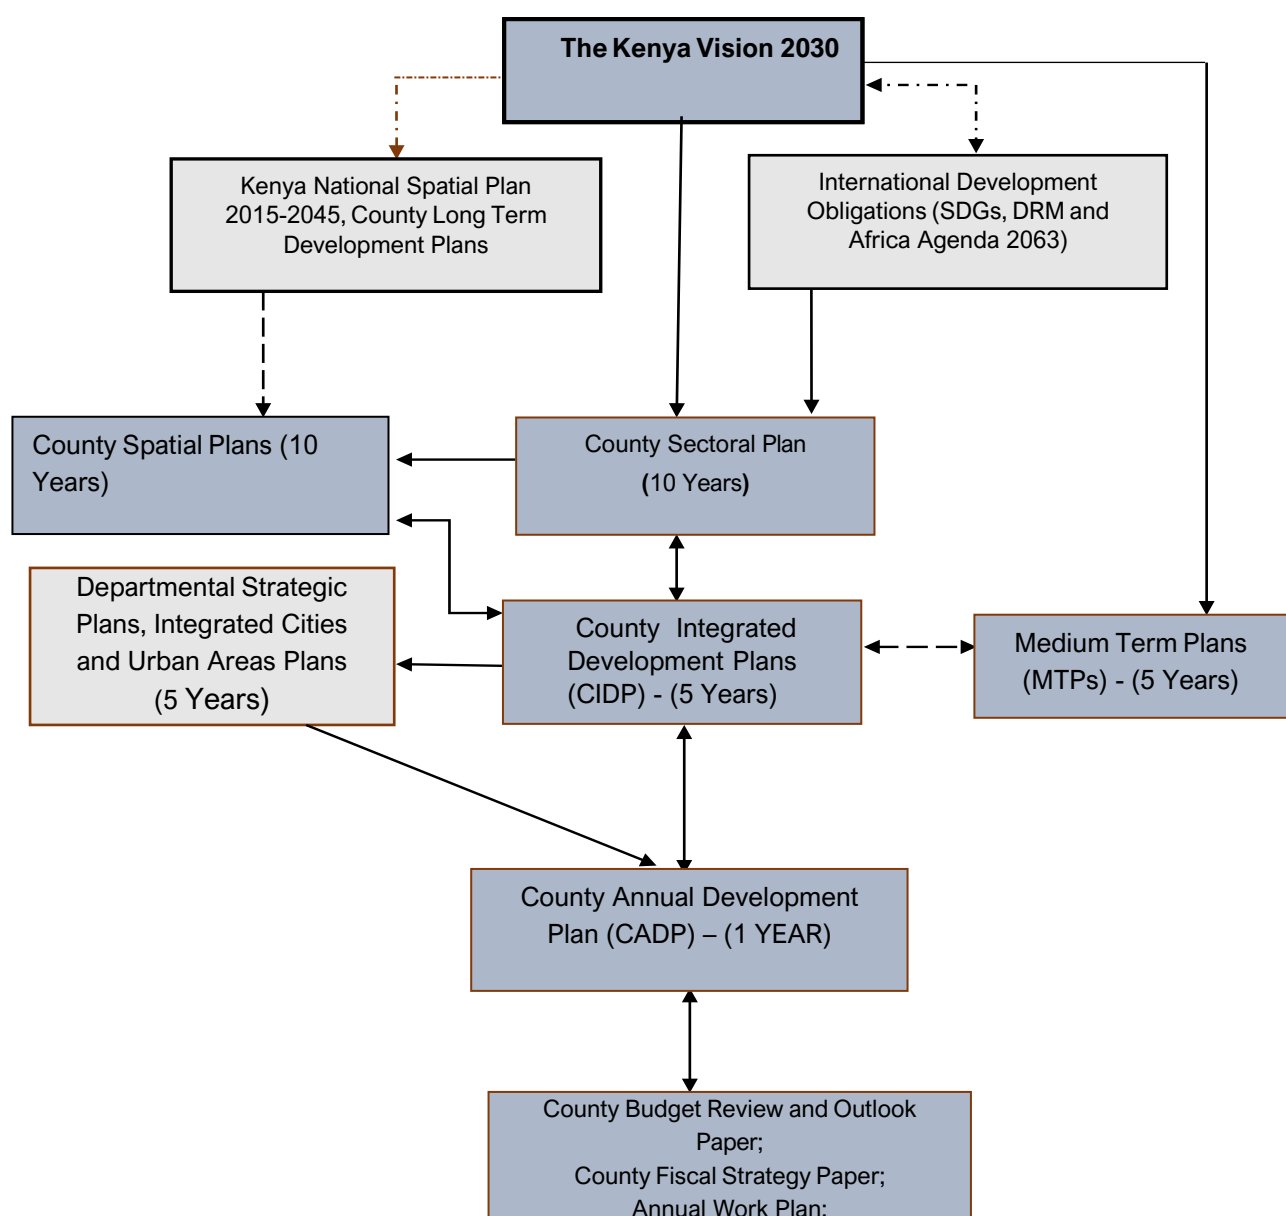 The Kenya Vision 2030
Kenya National Spatial Plan
2015-2045, County Long Term
Development Plans
International Development
Obligations (SDGs, DRM and
Africa Agenda 2063)
County Spatial Plans (10
Years)
County Sectoral Plan
(10 Years)
Departmental Strategic
Plans, Integrated Cities
and Urban Areas Plans
(5 Years)
County Integrated
Development Plans
(CIDP) - (5 Years)
Medium Term Plans
(MTPs) - (5 Years)
County Annual Development
Plan (CADP) – (1 YEAR)
County Budget Review and Outlook
Paper;
County Fiscal Strategy Paper;
Annual Work Plan;